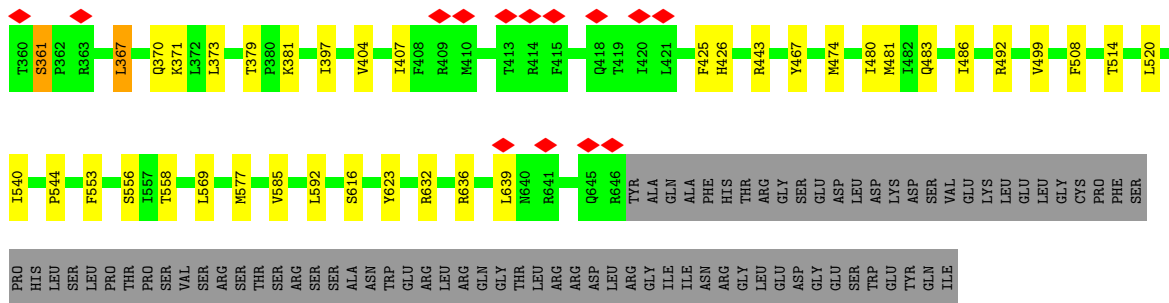 T360 S361 P362 R363 L367 Q370 K371 L372 L373 T379 P380 K381 I397 V404 I407 F408 R409 M410 T413 R414 F415 Q418 T419 I420 L421 F425 H426 R443 Y467 M474 I480 M481 I482 Q483 I486 R492 V499 F508 T514 L520
I540 P544 F553 S556 I557 T558 L569 M577 V585 L592 S616 Y623 R632 R636 L639 N640 R641 Q645 R646 TYR ALA GLN ALA PHE HIS THR ARG GLY SER GLU ASP LEU ASP LYS ASP SER VAL GLU LYS LEU GLU LEU GLY CYS PRO PHE SER
PRO HIS LEU SER LEU PRO THR PRO SER VAL SER ARG SER THR SER ARG SER SER ALA ASN TRP GLU ARG LEU ARG GLN GLY THR LEU ARG ARG ASP LEU ARG GLY ILE ILE ASN ARG GLY LEU GLU ASP GLY GLU SER TRP GLU TYR GLN ILE